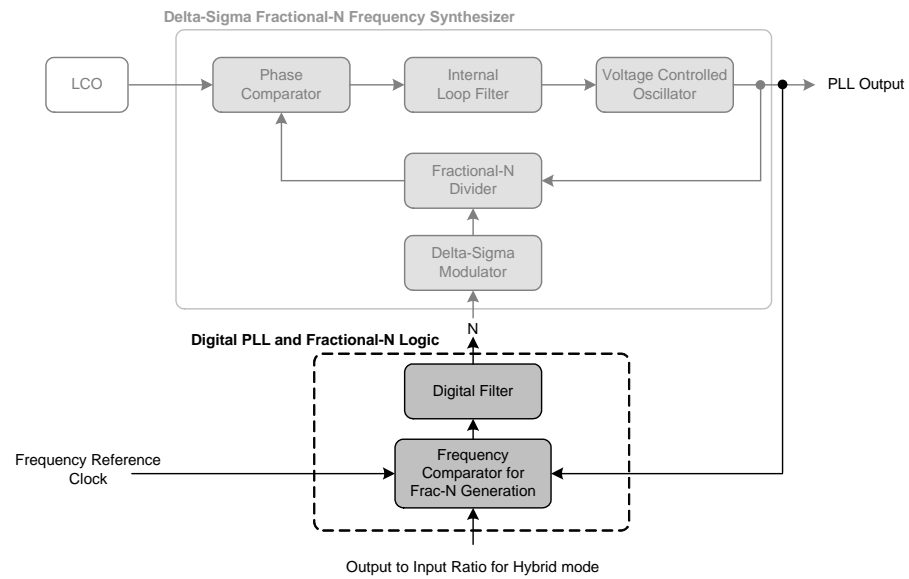 Delta-Sigma Fractional-N Frequency Synthesizer
LCO
Phase
Comparator
Internal
Loop Filter
Voltage Controlled
Oscillator
PLL Output
Fractional-N
Divider
Delta-Sigma
Modulator
N
Digital PLL and Fractional-N Logic
Digital Filter
Frequency Reference
Clock
Frequency
Comparator for
Frac-N Generation
Output to Input Ratio for Hybrid mode